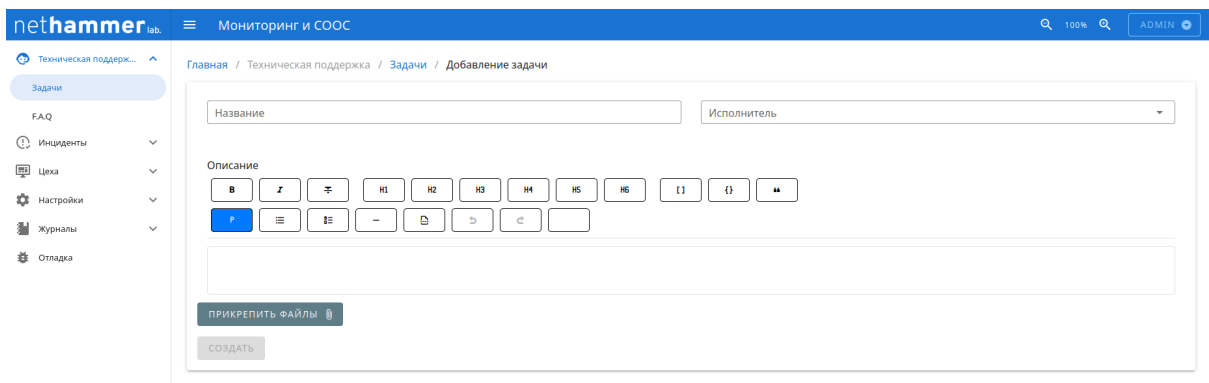 nethammer lab.
Мониторинг и СООС
100%
ADMIN
Техническая поддерж...
Задачи
F.A.Q
Инциденты
Цеха
Настройки
Журналы
Отладка
Главная / Техническая поддержка / Задачи / Добавление задачи
Название
Исполнитель
Описание
B I T H1 H2 H3 H4 H5 H6 [] {} “
P
ПРИКРЕПИТЬ ФАЙЛЫ
СОЗДАТЬ